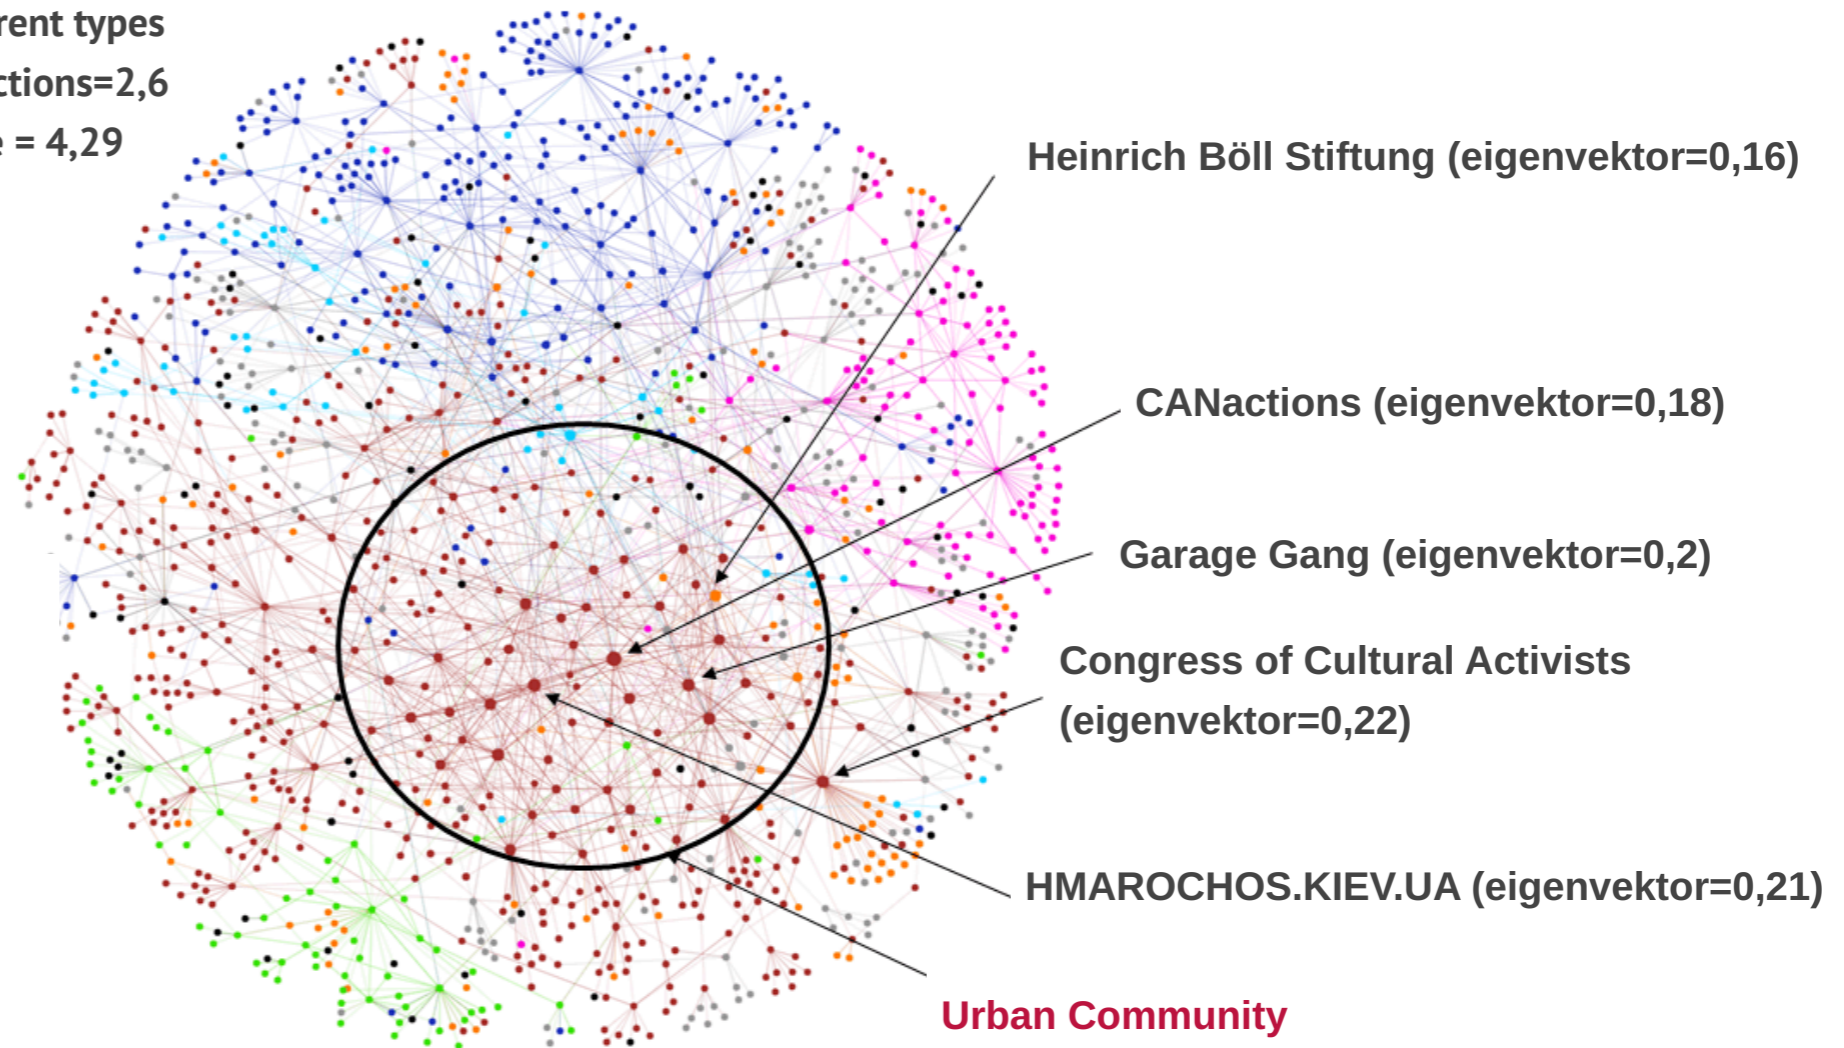 rent types
ctions=2,6
e = 4,29
Heinrich Böll Stiftung (eigenvektor=0,16)
CANactions (eigenvektor=0,18)
Garage Gang (eigenvektor=0,2)
Congress of Cultural Activists
(eigenvektor=0,22)
HMAROCHOS.KIEV.UA (eigenvektor=0,21)
Urban Community